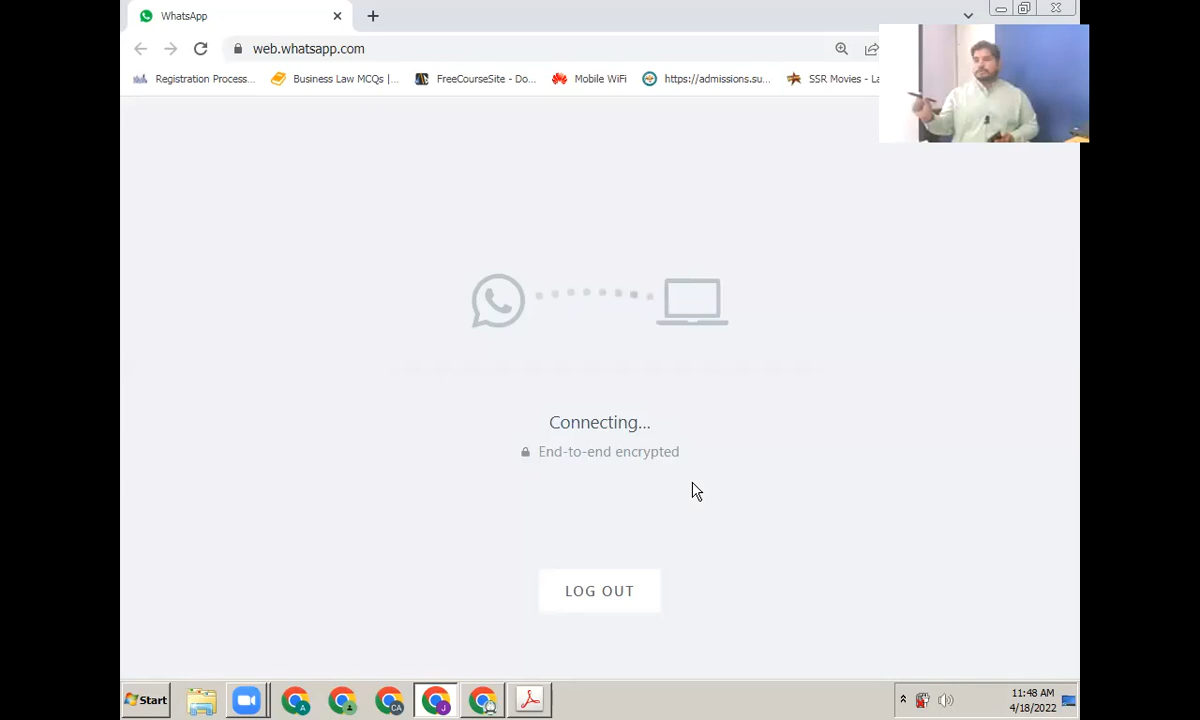 WhatsApp
web.whatsapp.com
Registration Process...
Business Law MCQs |...
FreeCourseSite - Do...
Mobile WiFi
https://admissions.su...
SSR Movies - La
Connecting...
End-to-end encrypted
LOG OUT
Start
A
CA
J
11:48 AM
4/18/2022